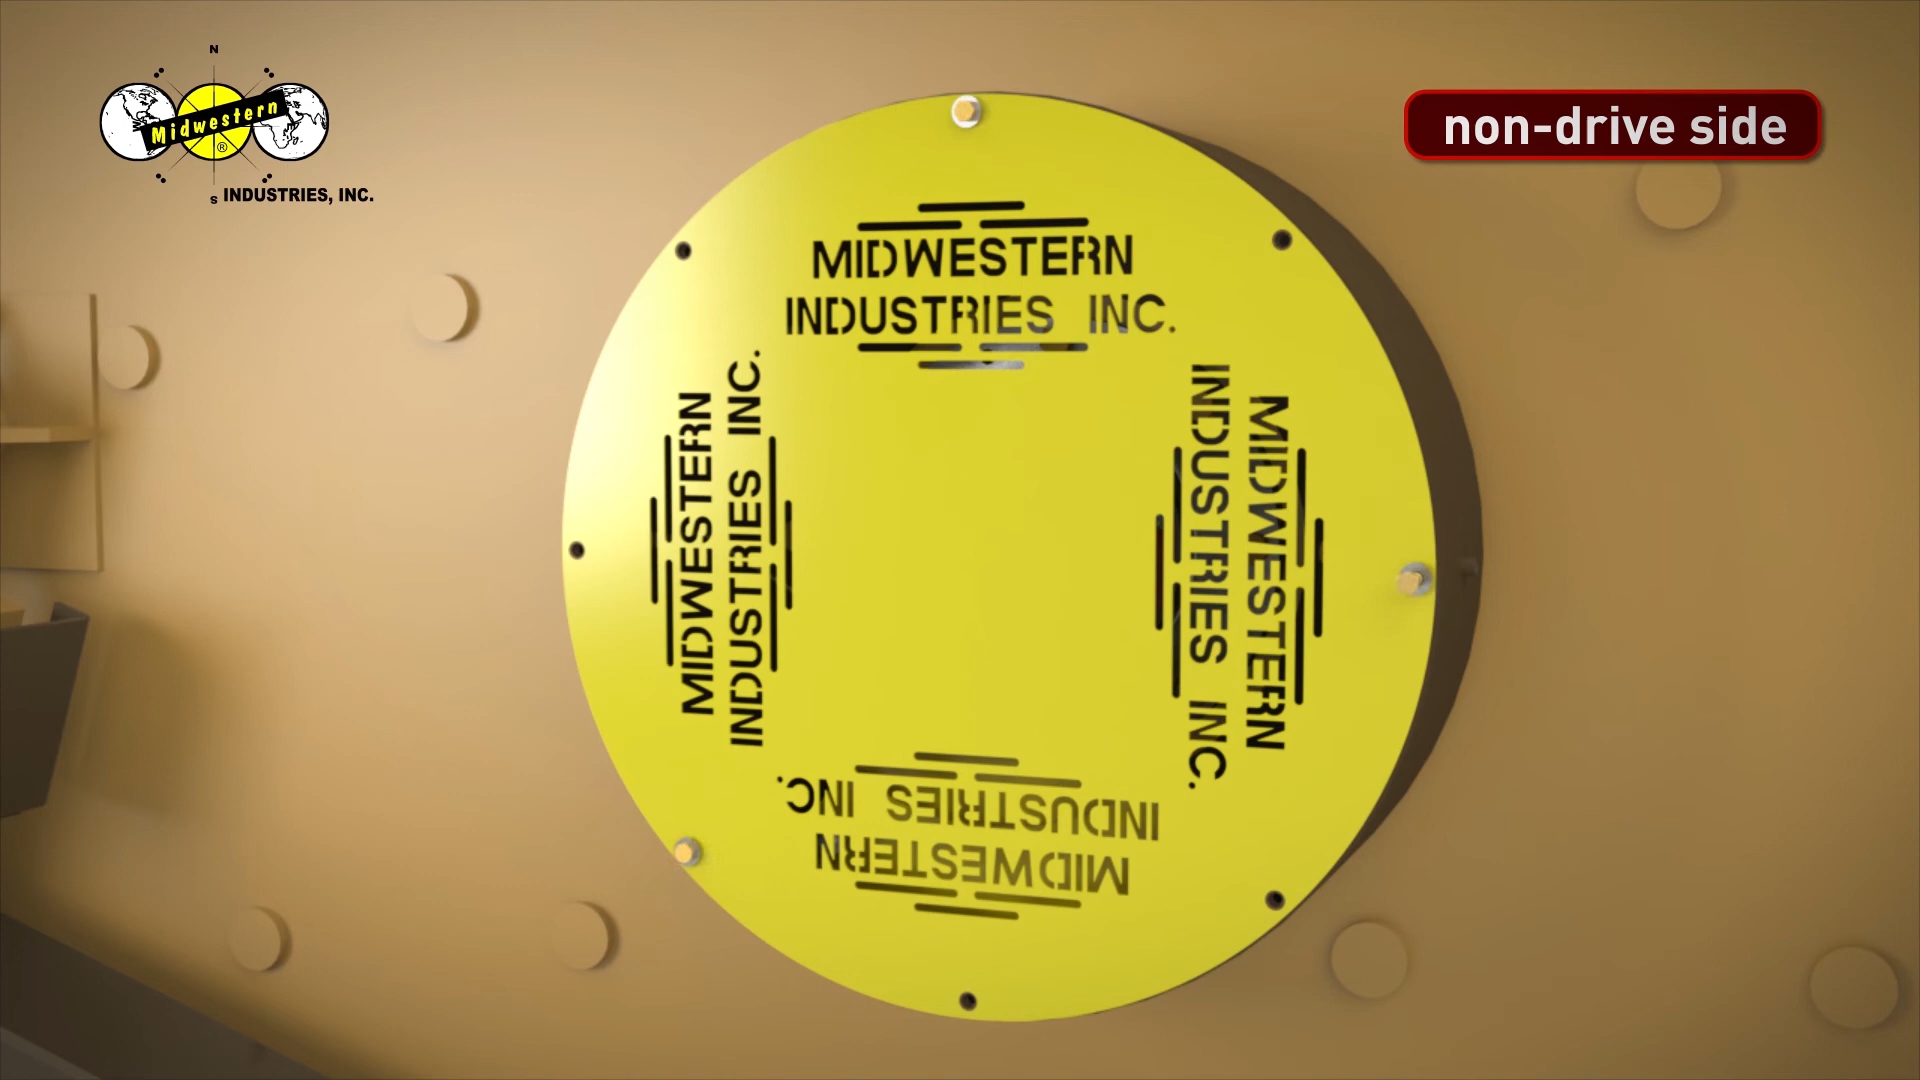 N
Midwestern
®
S INDUSTRIES, INC.
non-drive side
MIDWESTERN
INDUSTRIES INC.
MIDWESTERN
INDUSTRIES INC.
MIDWESTERN
INDUSTRIES INC.
MIDWESTERN
INDUSTRIES INC.